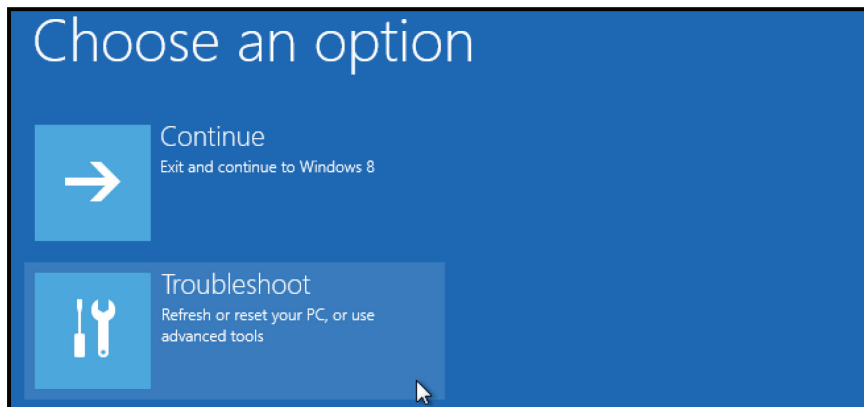 Choose an option
Continue
Exit and continue to Windows 8
Troubleshoot
Refresh or reset your PC, or use
advanced tools